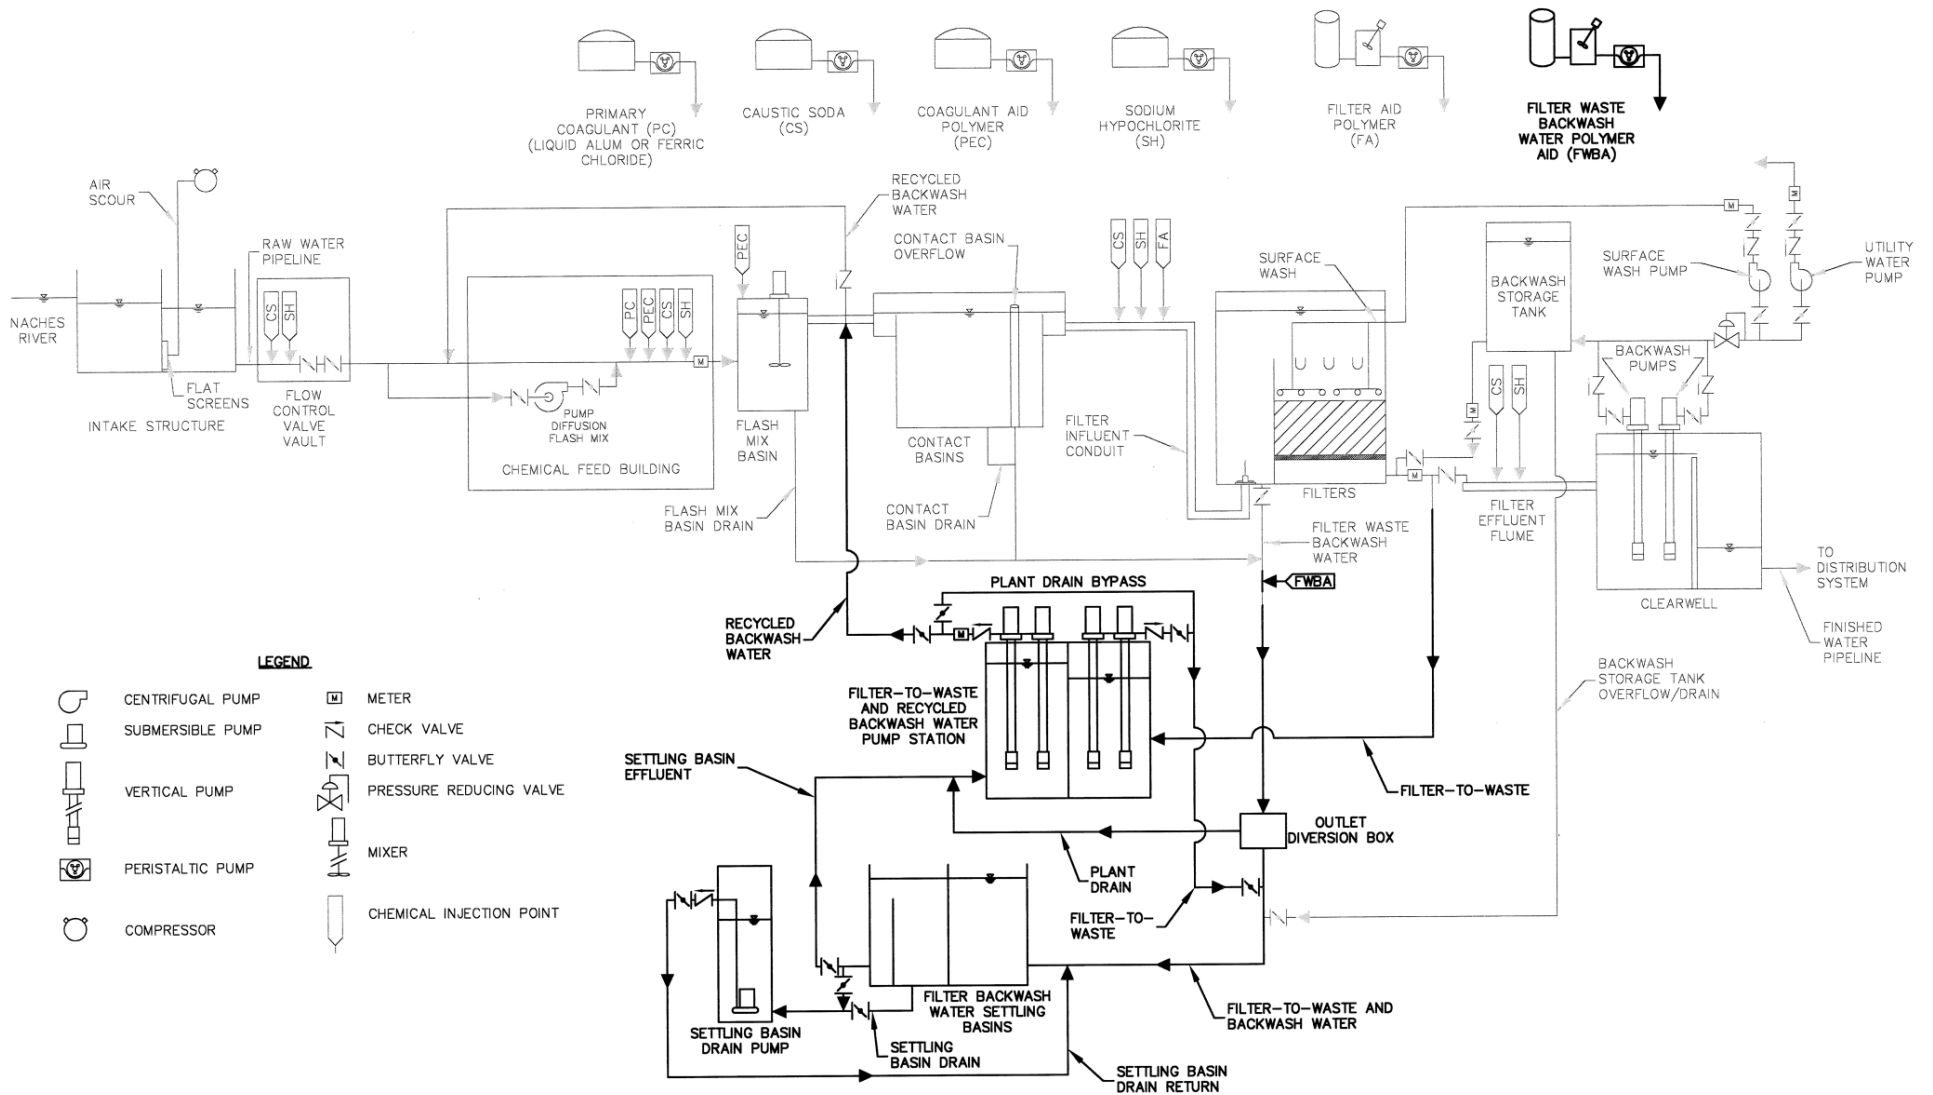 PRIMARY
COAGULANT (PC)
(LIQUID ALUM OR FERRIC
CHLORIDE)
CAUSTIC SODA
(CS)
COAGULANT AID
POLYMER
(PEC)
SODIUM
HYPOCHLORITE
(SH)
FILTER AID
POLYMER
(FA)
FILTER WASTE
BACKWASH
WATER POLYMER
AID (FWBA)
AIR
SCOUR
RAW WATER
PIPELINE
NACHES
RIVER
FLAT
SCREENS
INTAKE STRUCTURE
CS
SH
FLOW
CONTROL
VALVE
VAULT
PUMP
DIFFUSION
FLASH MIX
CHEMICAL FEED BUILDING
PC
PEC
CS
SH
M
PEC
FLASH
MIX
BASIN
FLASH MIX
BASIN DRAIN
RECYCLED
BACKWASH
WATER
CONTACT BASIN
OVERFLOW
CONTACT
BASINS
CONTACT
BASIN DRAIN
CS
SH
FA
FILTER
INFLUENT
CONDUIT
SURFACE
WASH
FILTERS
M
M
FILTER WASTE
BACKWASH
WATER
FWBA
BACKWASH
STORAGE
TANK
CS
SH
FILTER
EFFLUENT
FLUME
M
M
SURFACE
WASH PUMP
UTILITY
WATER
PUMP
BACKWASH
PUMPS
CLEARWELL
TO
DISTRIBUTION
SYSTEM
FINISHED
WATER
PIPELINE
BACKWASH
STORAGE TANK
OVERFLOW/DRAIN
PLANT DRAIN BYPASS
RECYCLED
BACKWASH
WATER
M
FILTER-TO-WASTE
AND RECYCLED
BACKWASH WATER
PUMP STATION
SETTLING BASIN
EFFLUENT
FILTER-TO-WASTE
OUTLET
DIVERSION BOX
PLANT
DRAIN
FILTER-TO-
WASTE
FILTER BACKWASH
WATER SETTLING
BASINS
SETTLING BASIN
DRAIN PUMP
SETTLING
BASIN DRAIN
FILTER-TO-WASTE AND
BACKWASH WATER
SETTLING BASIN
DRAIN RETURN
LEGEND
CENTRIFUGAL PUMP
SUBMERSIBLE PUMP
VERTICAL PUMP
PERISTALTIC PUMP
COMPRESSOR
M
METER
CHECK VALVE
BUTTERFLY VALVE
PRESSURE REDUCING VALVE
MIXER
CHEMICAL INJECTION POINT